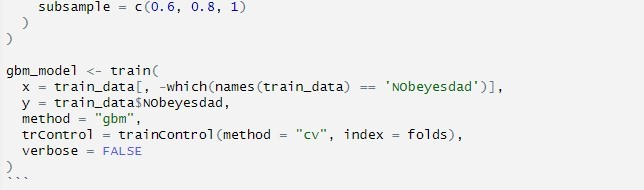 subsample = c(0.6, 0.8, 1)
  )
)
gbm_model <- train(
  x = train_data[, -which(names(train_data) == 'NObeyesdad')],
  y = train_data$NObeyesdad,
  method = "gbm",
  trControl = trainControl(method = "cv", index = folds),
  verbose = FALSE
)
```